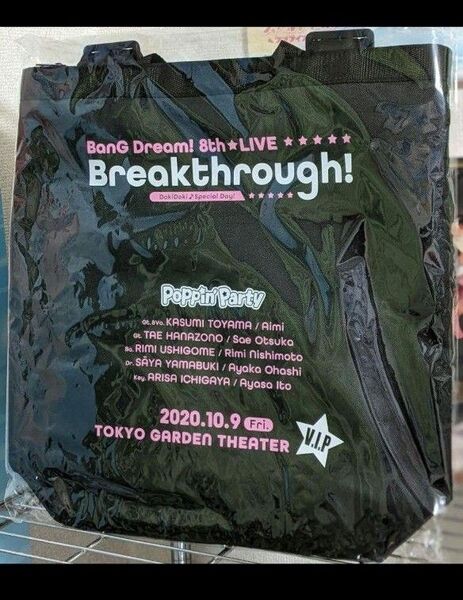 BanG Dream! 8th★LIVE ★★★★★
Breakthrough!
DokiDoki♪Special Day! ★★★★★
Poppin'Party
Gt.&Vo. KASUMI TOYAMA / Aimi
Gt. TAE HANAZONO / Sae Otsuka
Ba. RIMI USHIGOME / Rimi Nishimoto
Dr. SĀYA YAMABUKI / Ayaka Ohashi
Key. ARISA ICHIGAYA / Ayasa Ito
2020.10.9 Fri.
TOKYO GARDEN THEATER
V.I.P